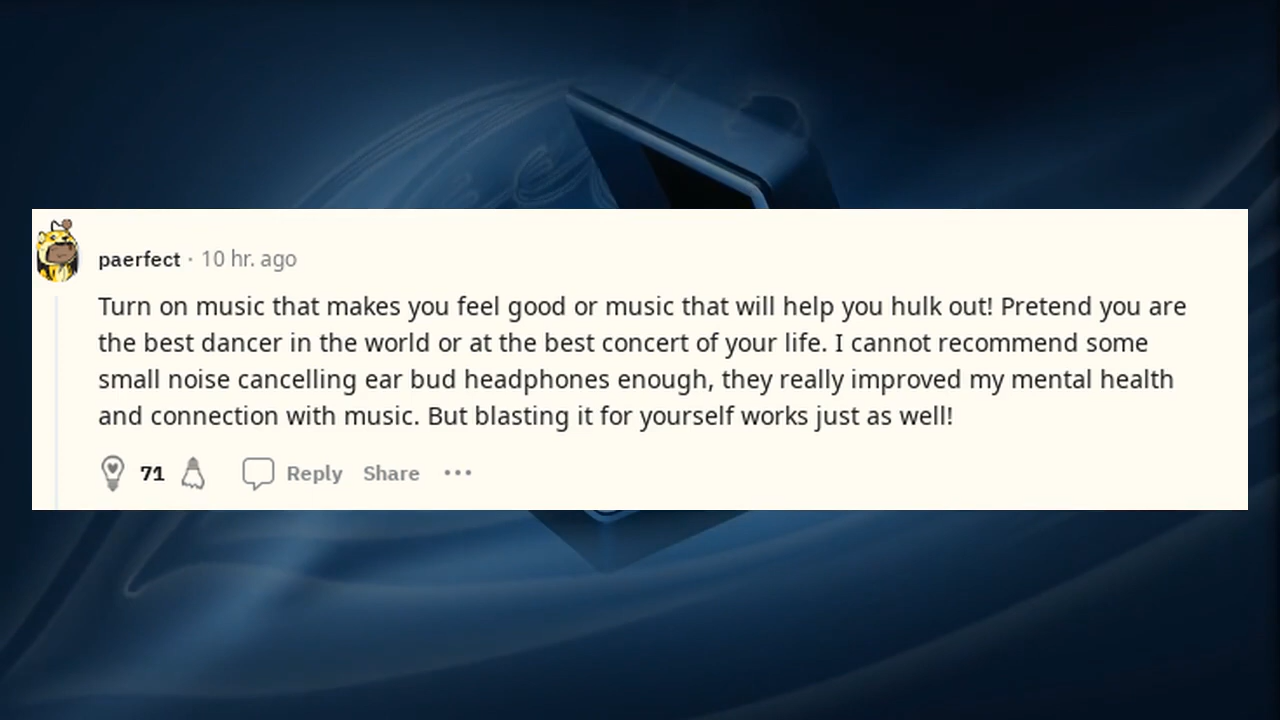 paerfect · 10 hr. ago
Turn on music that makes you feel good or music that will help you hulk out! Pretend you are
the best dancer in the world or at the best concert of your life. I cannot recommend some
small noise cancelling ear bud headphones enough, they really improved my mental health
and connection with music. But blasting it for yourself works just as well!
71 Reply Share ···